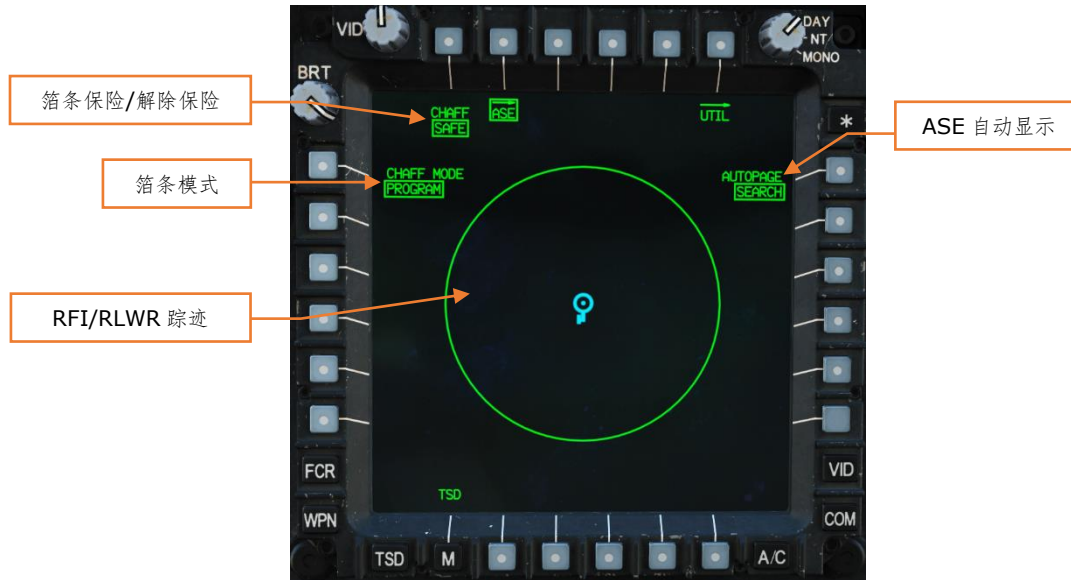 VID
DAY
NT
MONO
BRT
箔条保险/解除保险
CHAFF
SAFE
ASE
UTIL
*
ASE 自动显示
箔条模式
CHAFF MODE
PROGRAM
AUTOPAGE
SEARCH
RFI/RLWR 踪迹
FCR
VID
TSD
WPN
COM
TSD
M
A/C